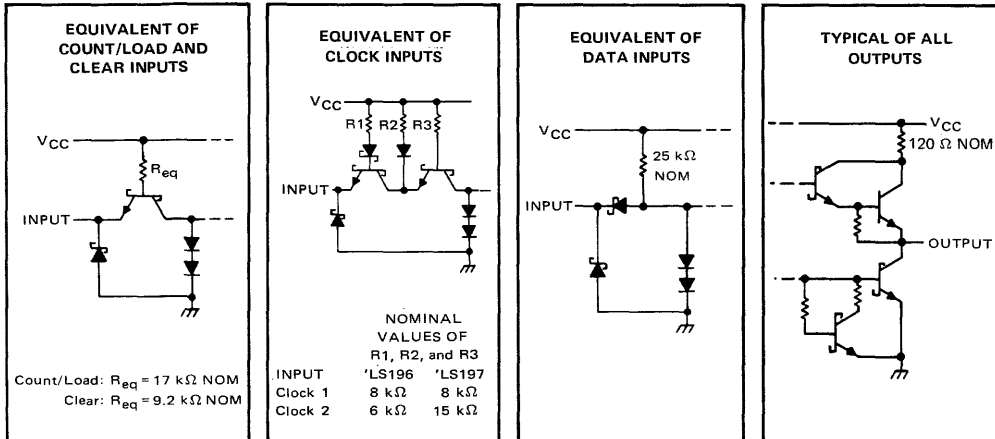 EQUIVALENT OF
COUNT/LOAD AND
CLEAR INPUTS
VCC
Req
INPUT
Count/Load: Req = 17 kΩ NOM
Clear: Req = 9.2 kΩ NOM
EQUIVALENT OF
CLOCK INPUTS
VCC
R1 R2 R3
INPUT
NOMINAL
VALUES OF
R1, R2, and R3
INPUT 'LS196 'LS197
Clock 1 8 kΩ 8 kΩ
Clock 2 6 kΩ 15 kΩ
EQUIVALENT OF
DATA INPUTS
VCC
25 kΩ
NOM
INPUT
TYPICAL OF ALL
OUTPUTS
VCC
120 Ω NOM
OUTPUT